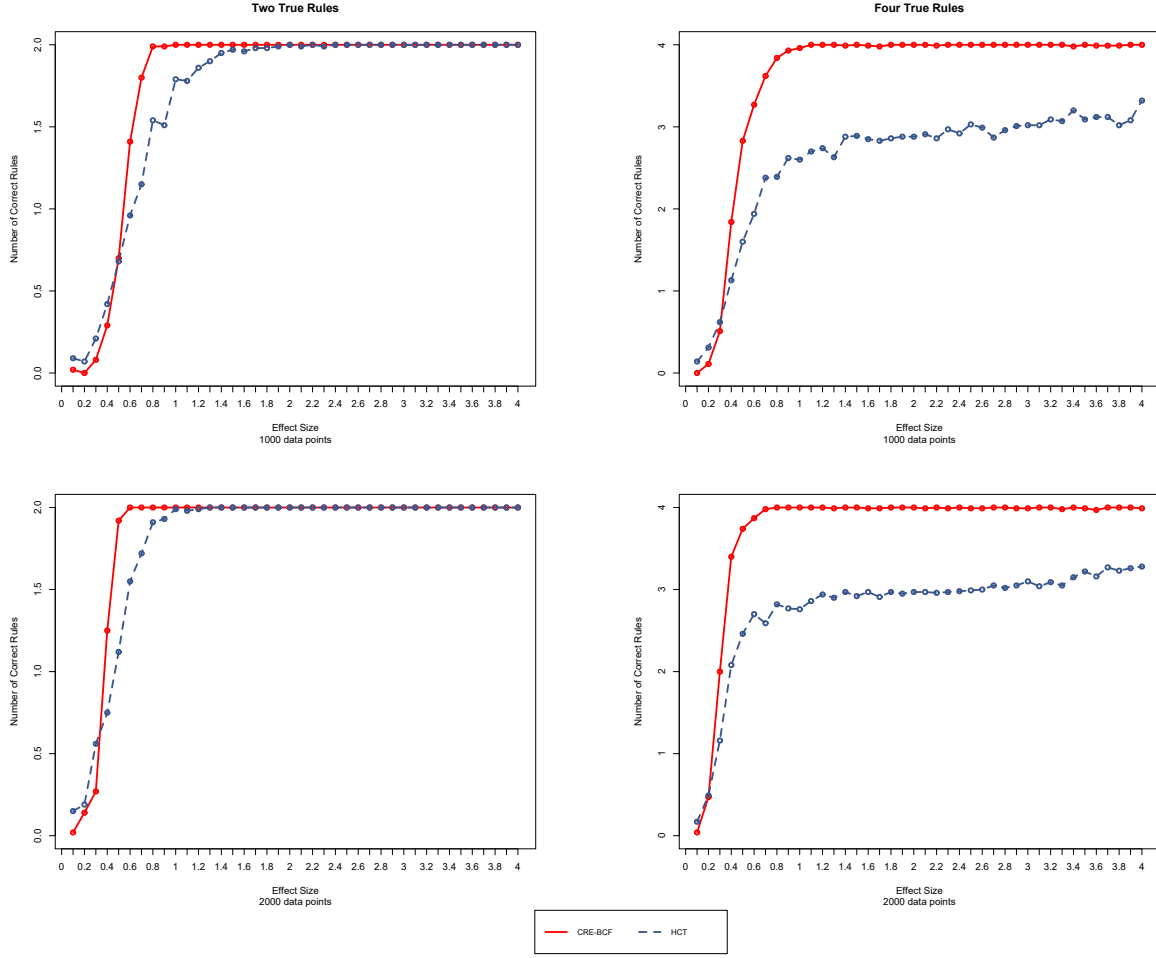 Two True Rules
Four True Rules
Number of Correct Rules
0.0 0.5 1.0 1.5 2.0
0 0.2 0.4 0.6 0.8 1 1.2 1.4 1.6 1.8 2 2.2 2.4 2.6 2.8 3 3.2 3.4 3.6 3.8 4
Effect Size
1000 data points
Number of Correct Rules
0 1 2 3 4
0 0.2 0.4 0.6 0.8 1 1.2 1.4 1.6 1.8 2 2.2 2.4 2.6 2.8 3 3.2 3.4 3.6 3.8 4
Effect Size
1000 data points
Number of Correct Rules
0.0 0.5 1.0 1.5 2.0
0 0.2 0.4 0.6 0.8 1 1.2 1.4 1.6 1.8 2 2.2 2.4 2.6 2.8 3 3.2 3.4 3.6 3.8 4
Effect Size
2000 data points
Number of Correct Rules
0 1 2 3 4
0 0.2 0.4 0.6 0.8 1 1.2 1.4 1.6 1.8 2 2.2 2.4 2.6 2.8 3 3.2 3.4 3.6 3.8 4
Effect Size
2000 data points
CRE-BCF HCT